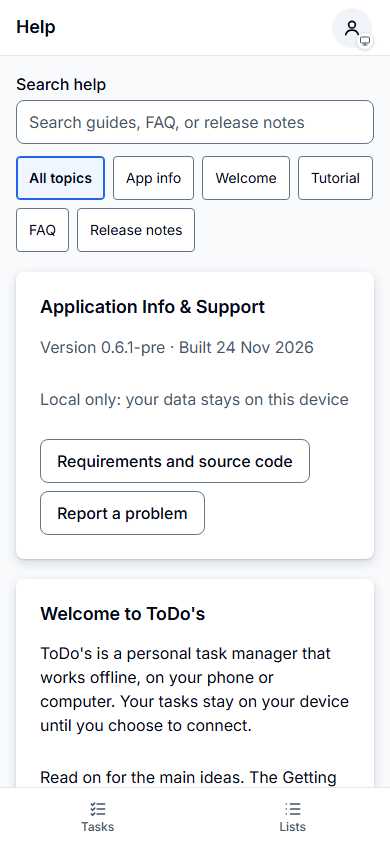 Help
Search help
Search guides, FAQ, or release notes
All topics
App info
Welcome
Tutorial
FAQ
Release notes
Application Info & Support
Version 0.6.1-pre · Built 24 Nov 2026
Local only: your data stays on this device
Requirements and source code
Report a problem
Welcome to ToDo's
ToDo's is a personal task manager that
works offline, on your phone or
computer. Your tasks stay on your device
until you choose to connect.
Read on for the main ideas. The Getting
Tasks
Lists